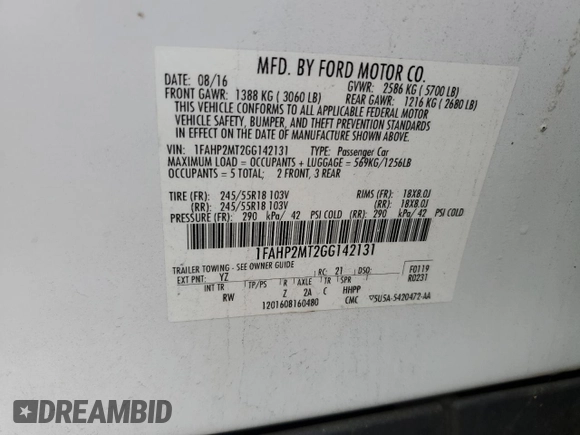 MFD. BY FORD MOTOR CO.
DATE: 08/16 GVWR: 2586 KG ( 5700 LB)
FRONT GAWR: 1388 KG ( 3060 LB) REAR GAWR: 1216 KG ( 2680 LB)
THIS VEHICLE CONFORMS TO ALL APPLICABLE FEDERAL MOTOR
VEHICLE SAFETY, BUMPER, AND THEFT PREVENTION STANDARDS
IN EFFECT ON THE DATE OF MANUFACTURE SHOWN ABOVE.
VIN: 1FAHP2MT2GG142131 TYPE: Passenger Car
MAXIMUM LOAD = OCCUPANTS + LUGGAGE = 569KG/1256LB
OCCUPANTS = 5 TOTAL; 2 FRONT, 3 REAR
TIRE (FR): 245/55R18 103V RIMS (FR): 18X8.0J
(RR): 245/55R18 103V (RR): 18X8.0J
PRESSURE (FR): 290 kPa/ 42 PSI COLD (RR): 290 kPa/ 42 PSI COLD
1FAHP2MT2GG142131
TRAILER TOWING - SEE OWNER GUIDE
EXT PNT: YZ RC: 21 DSO: F0119
INT TR TP/PS R AXLE TR SPR R0231
RW Z 2A C HHPP
1201608160480 CMC 5U5A-5420472-AA
DREAMBID